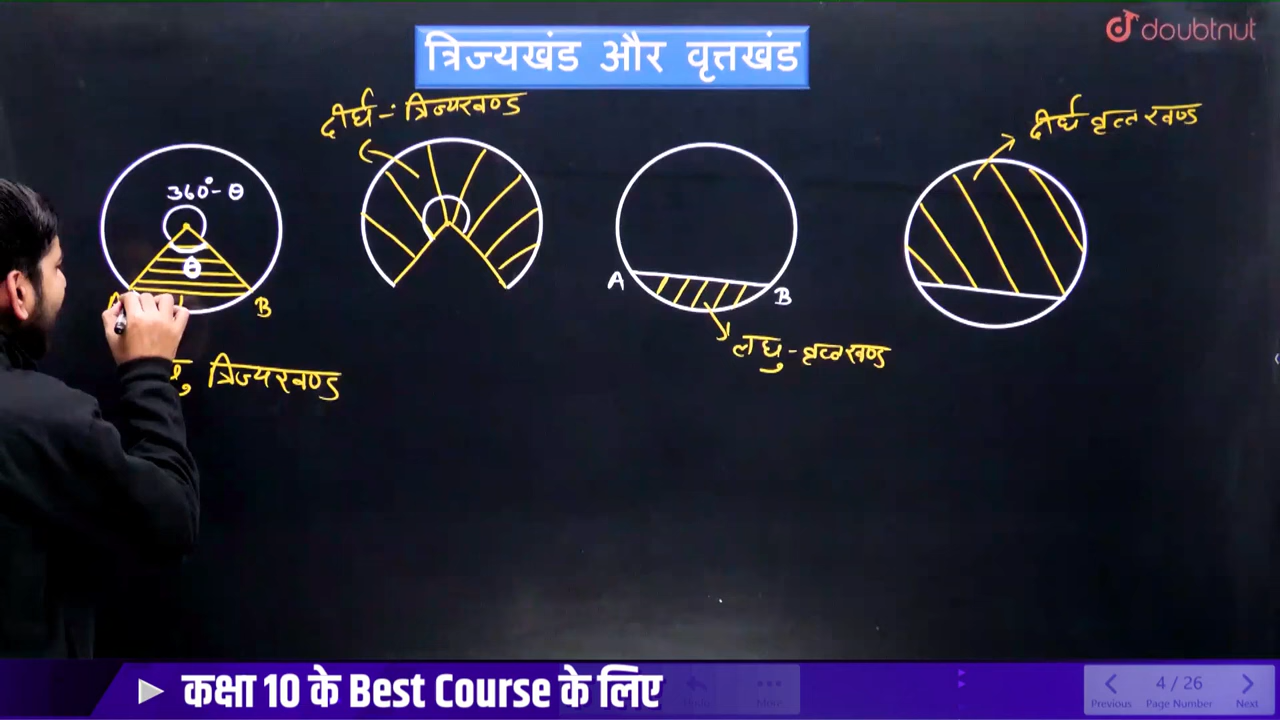 doubtnut
त्रिज्यखंड और वृत्तखंड
दीर्घ - त्रिज्यखण्ड
दीर्घ वृत्तखण्ड
360° - θ
θ
B
A
B
लघु - वृत्तखण्ड
त्रिज्यखण्ड
कक्षा 10 के Best Course के लिए
Previous
4 / 26
Page Number
Next